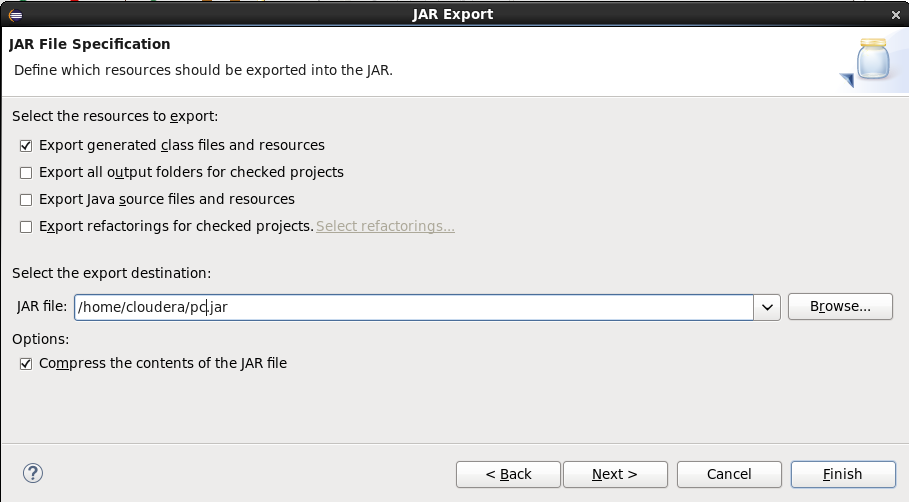 JAR Export
JAR File Specification
Define which resources should be exported into the JAR.
Select the resources to export:
Export generated class files and resources
Export all output folders for checked projects
Export Java source files and resources
Export refactorings for checked projects. Select refactorings...
Select the export destination:
JAR file: /home/cloudera/pc.jar Browse...
Options:
Compress the contents of the JAR file
? < Back Next > Cancel Finish